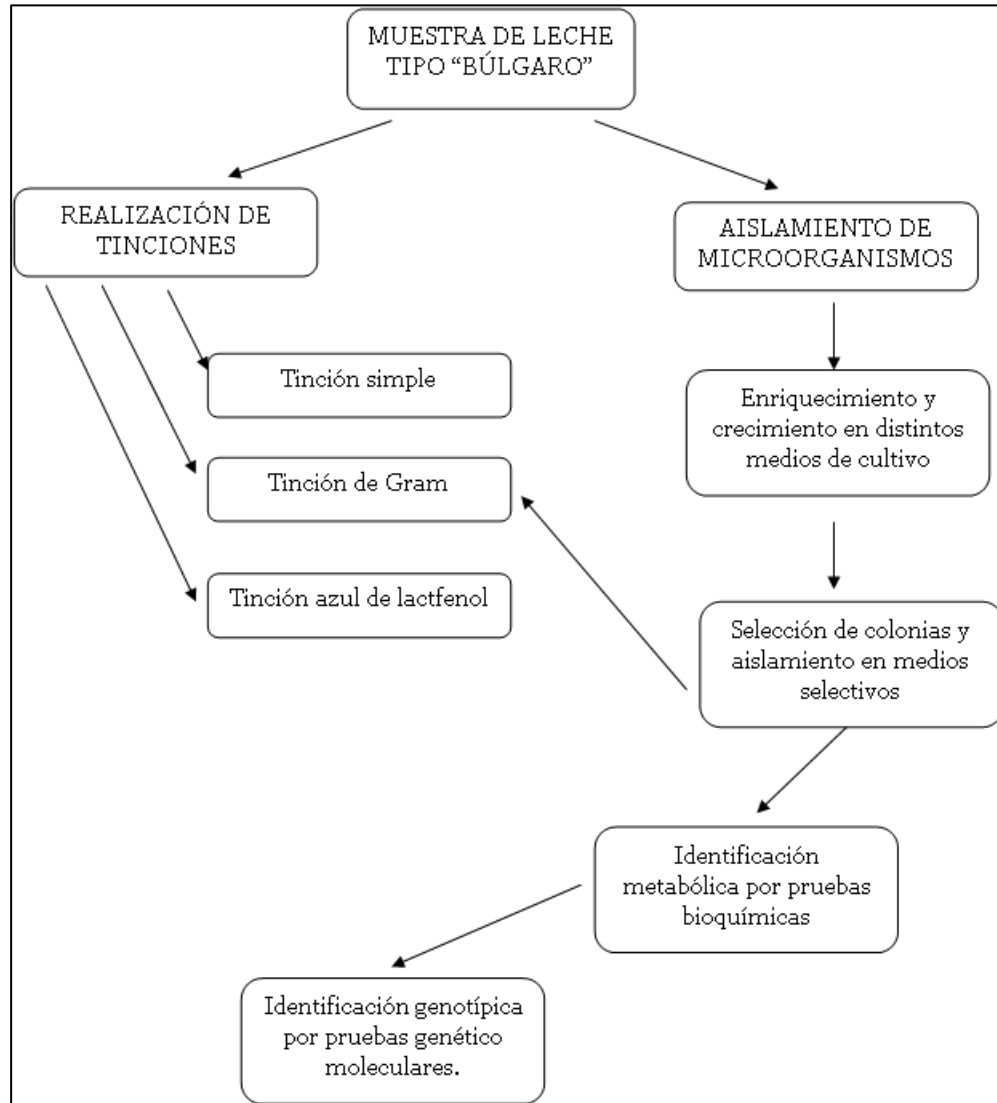 MUESTRA DE LECHE
TIPO “BÚLGARO”
REALIZACIÓN DE
TINCIONES
AISLAMIENTO DE
MICROORGANISMOS
Tinción simple
Enriquecimiento y
crecimiento en distintos
medios de cultivo
Tinción de Gram
Tinción azul de lactfenol
Selección de colonias y
aislamiento en medios
selectivos
Identificación
metabólica por pruebas
bioquímicas
Identificación genotípica
por pruebas genético
moleculares.